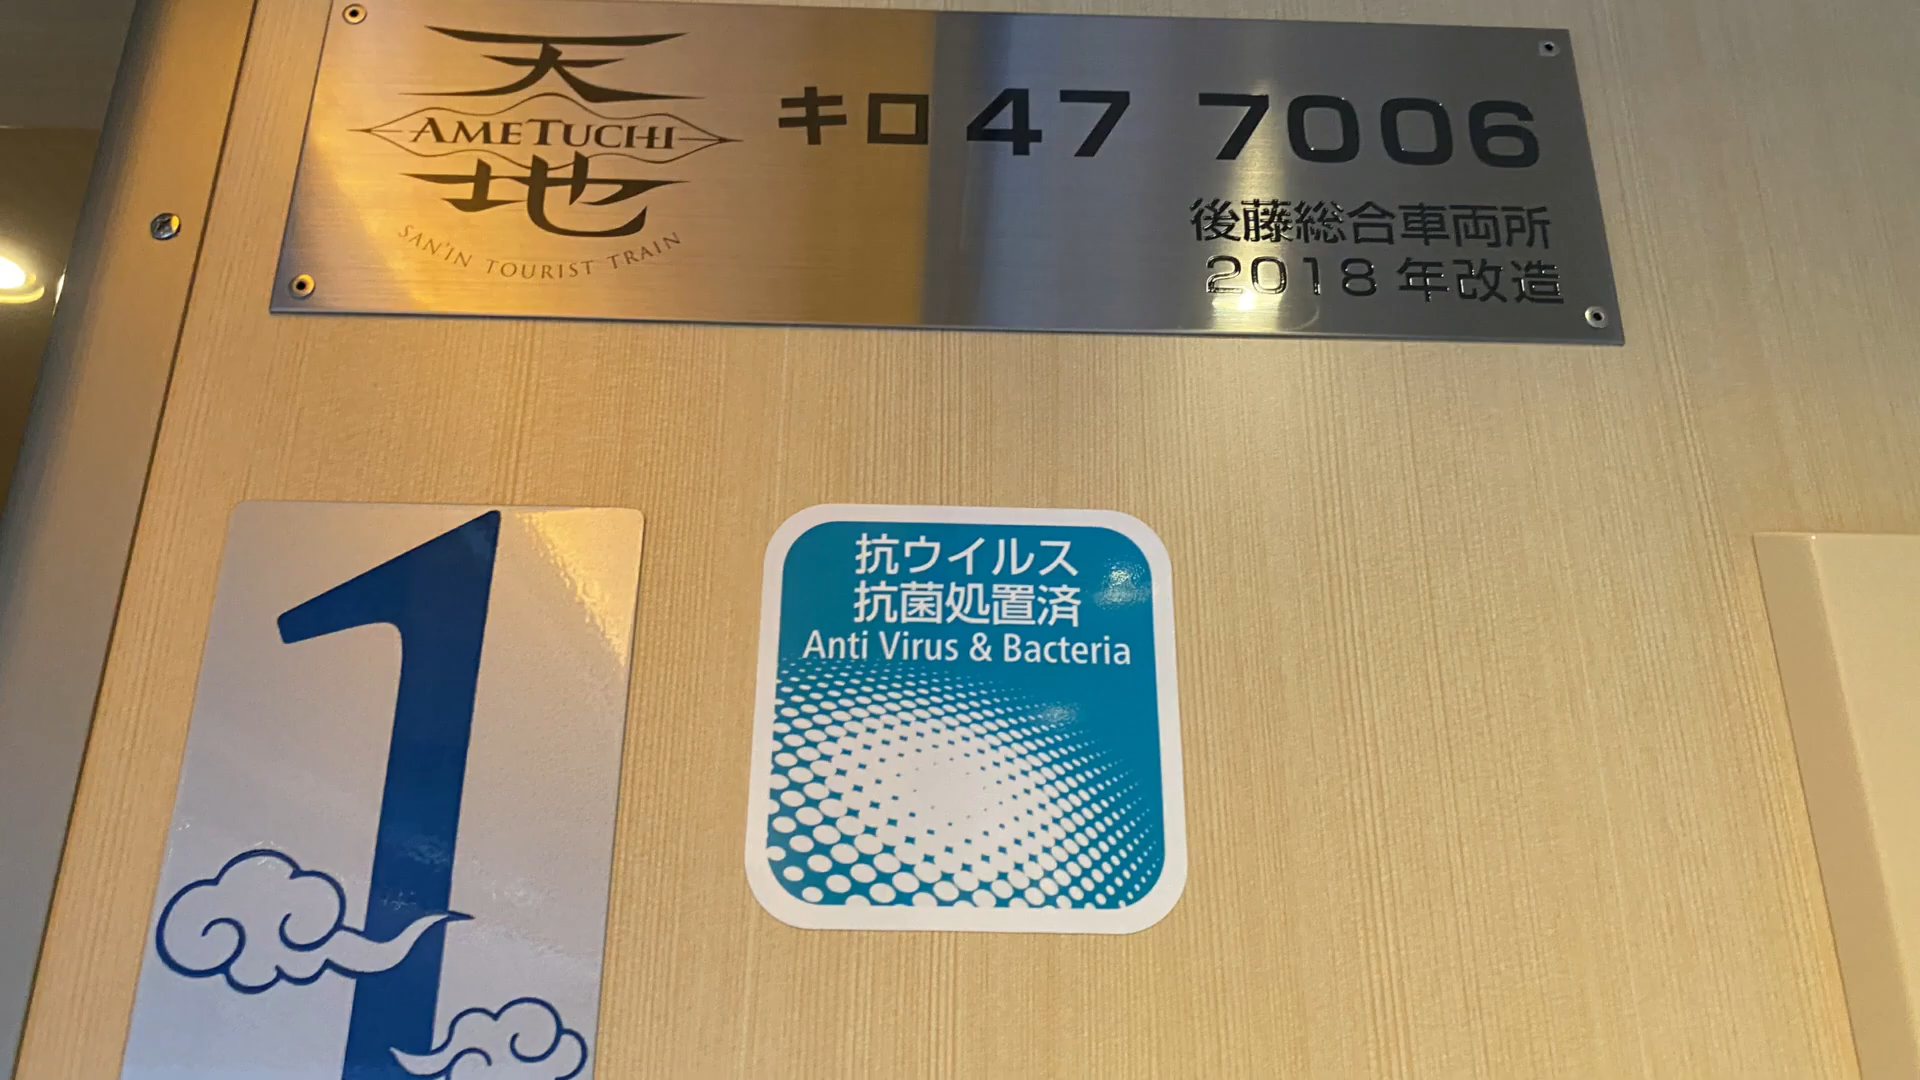 天
AMETUCHI
地
SAN'IN TOURIST TRAIN
キロ 47 7006
後藤総合車両所
2018年改造
1
抗ウイルス
抗菌処置済
Anti Virus & Bacteria